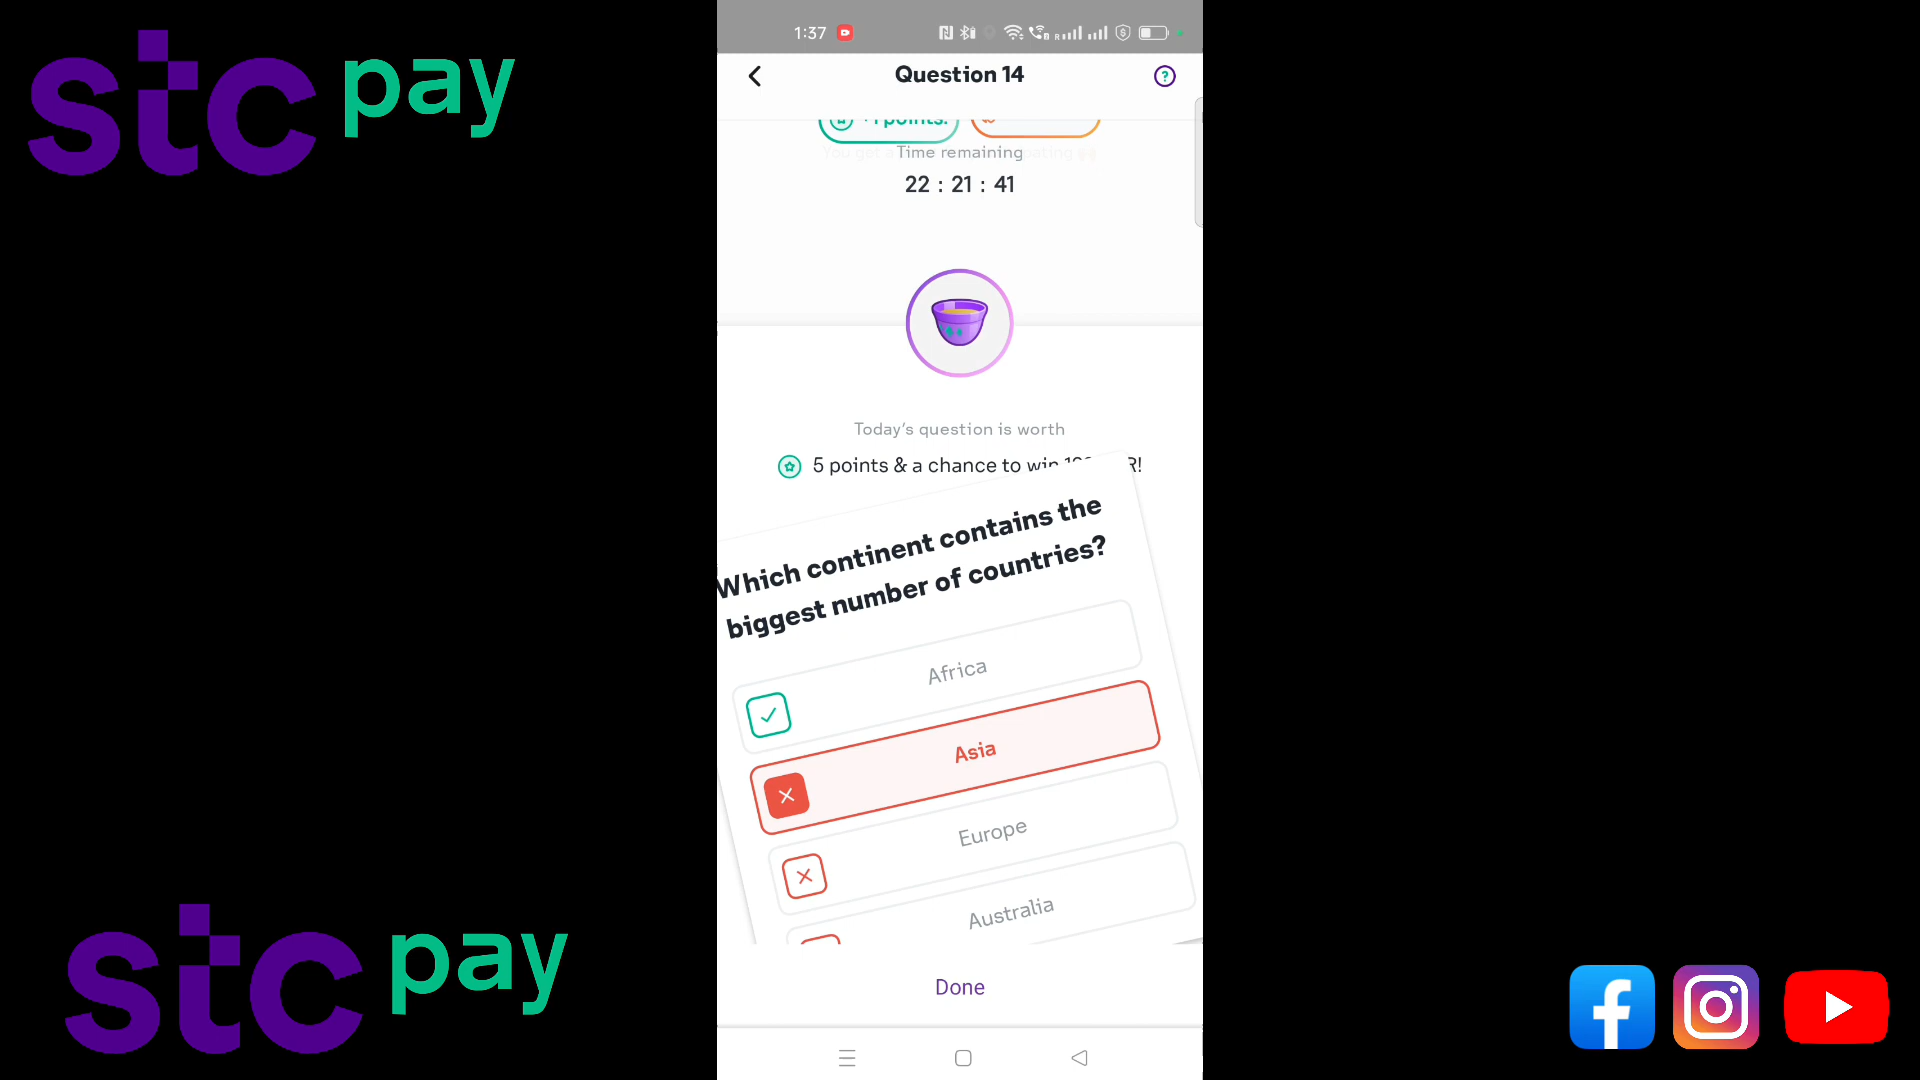 stc pay
1:37
Question 14
points.
Time remaining
22 : 21 : 41
Today's question is worth
5 points & a chance to win
Which continent contains the
biggest number of countries?
Africa
Asia
Europe
Australia
Done
stc pay